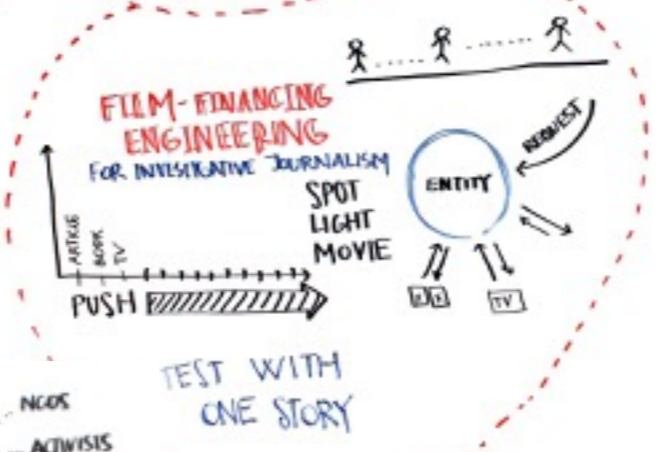 FILM-FINANCING
ENGINEERING
FOR INVESTIGATIVE JOURNALISM
SPOT
LIGHT
MOVIE
ARTICLE
BOOK
TV
PUSH
REQUEST
ENTITY
TV
TEST WITH
ONE STORY
NGOS
ACTIVISTS